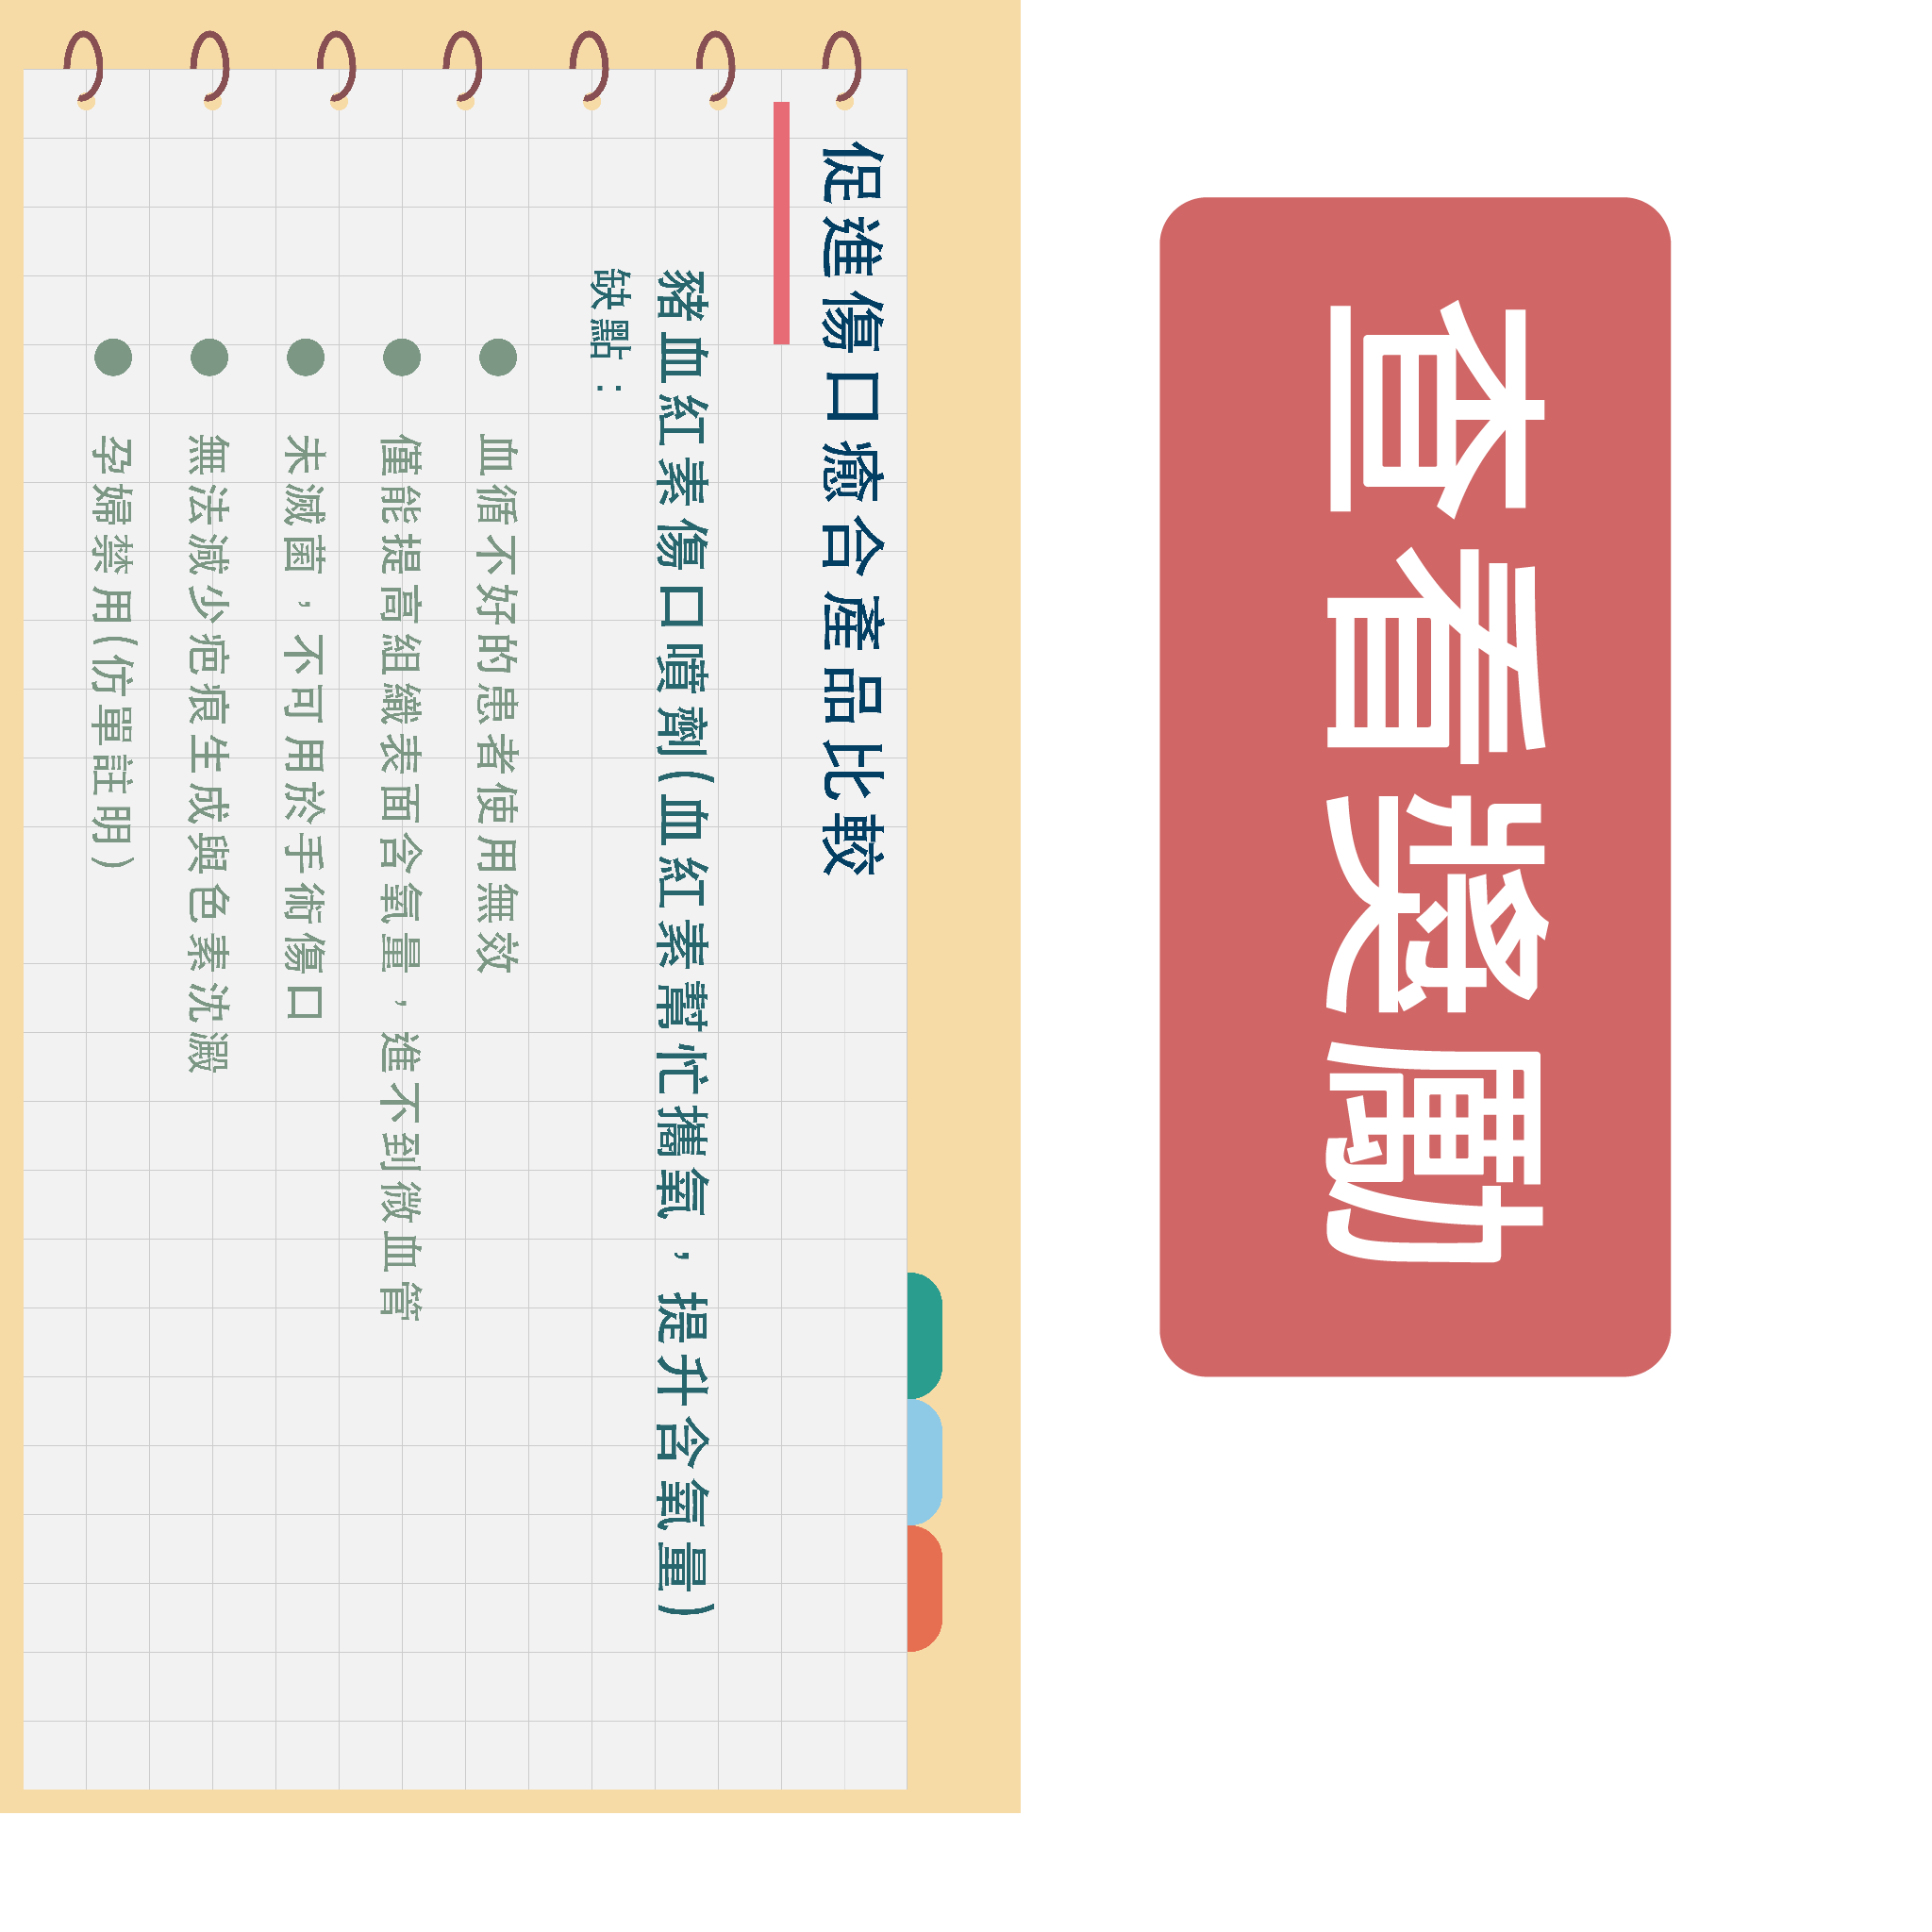 促進傷口癒合產品比較
豬血紅素傷口噴劑(血紅素幫忙攜氧，提升含氧量)
缺點：
血循不好的患者使用無效
僅能提高組織表面含氧量，進不到微血管
未滅菌，不可用於手術傷口
無法減少疤痕生成與色素沈澱
孕婦禁用(仿單註明)
查看獎勵